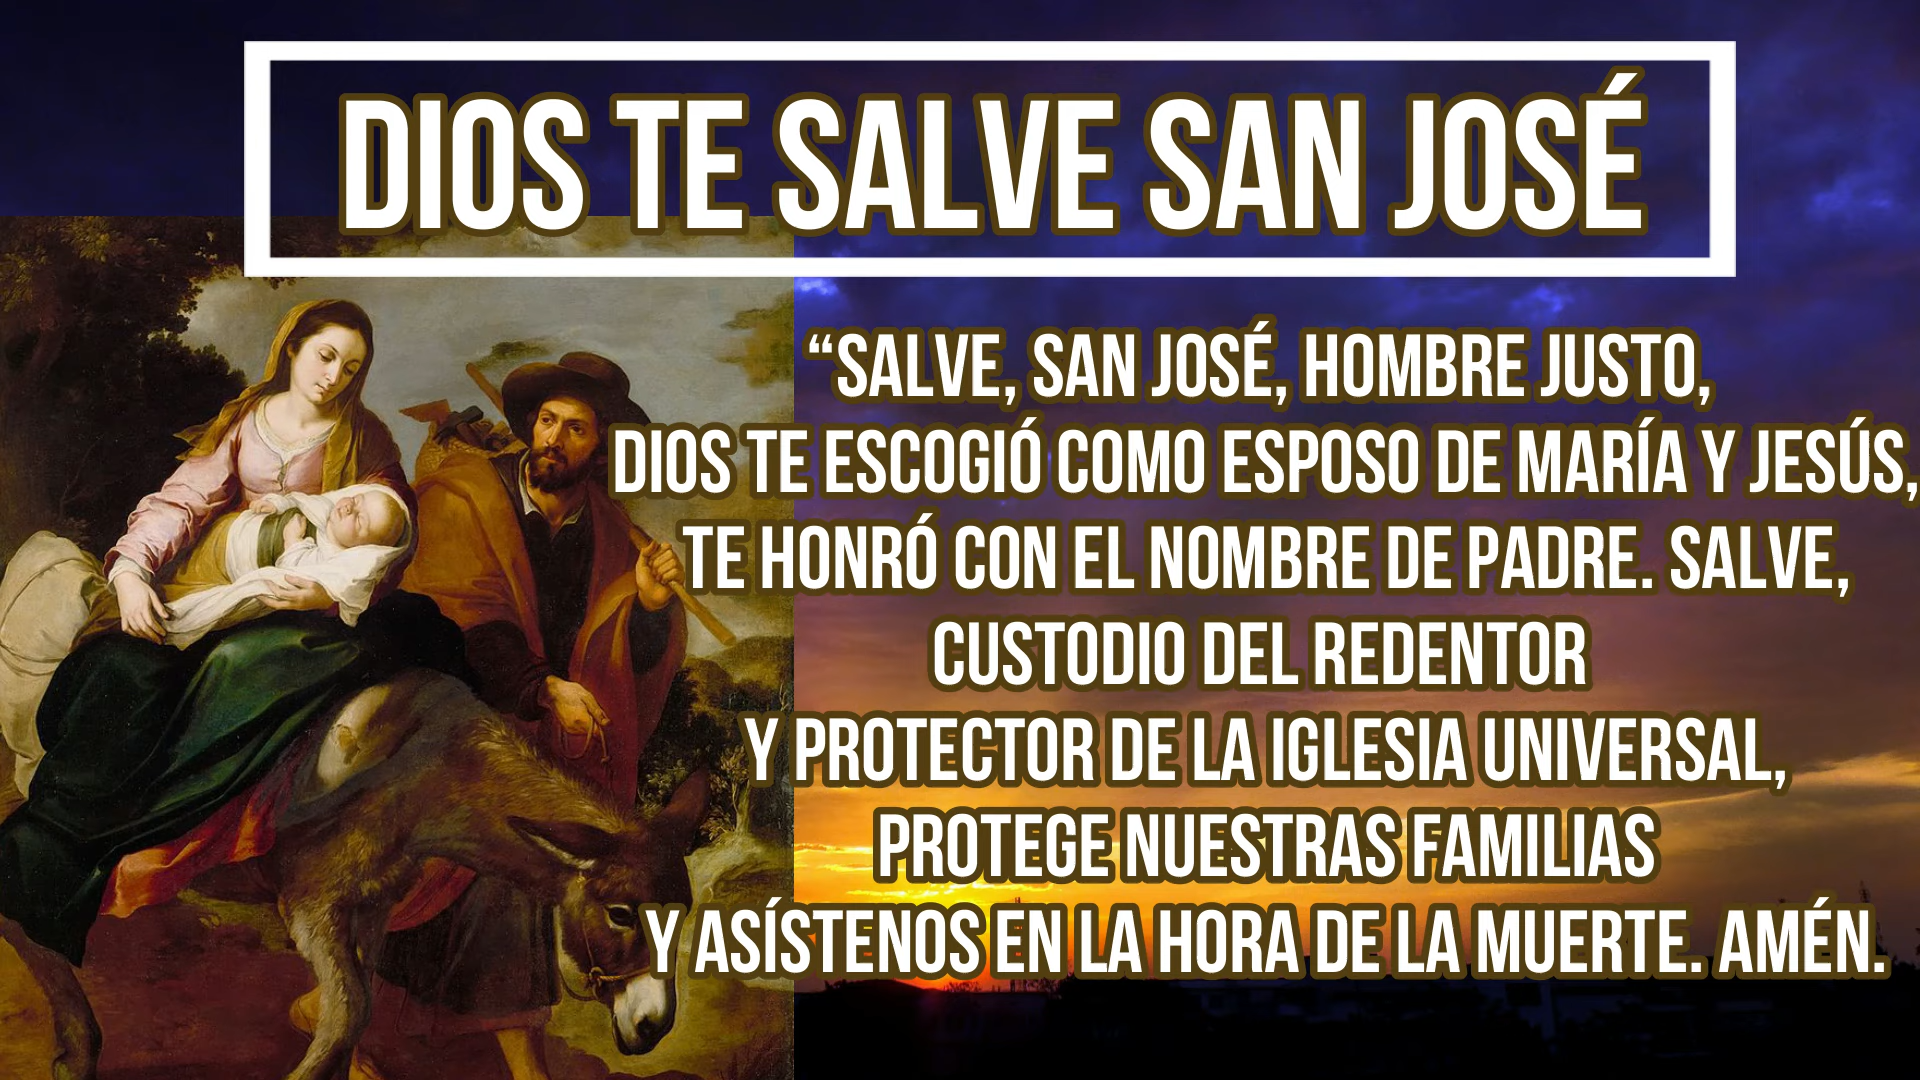 DIOS TE SALVE SAN JOSÉ
“SALVE, SAN JOSÉ, HOMBRE JUSTO,
DIOS TE ESCOGIÓ COMO ESPOSO DE MARÍA Y JESÚS,
TE HONRÓ CON EL NOMBRE DE PADRE. SALVE,
CUSTODIO DEL REDENTOR
Y PROTECTOR DE LA IGLESIA UNIVERSAL,
PROTEGE NUESTRAS FAMILIAS
Y ASÍSTENOS EN LA HORA DE LA MUERTE. AMÉN.